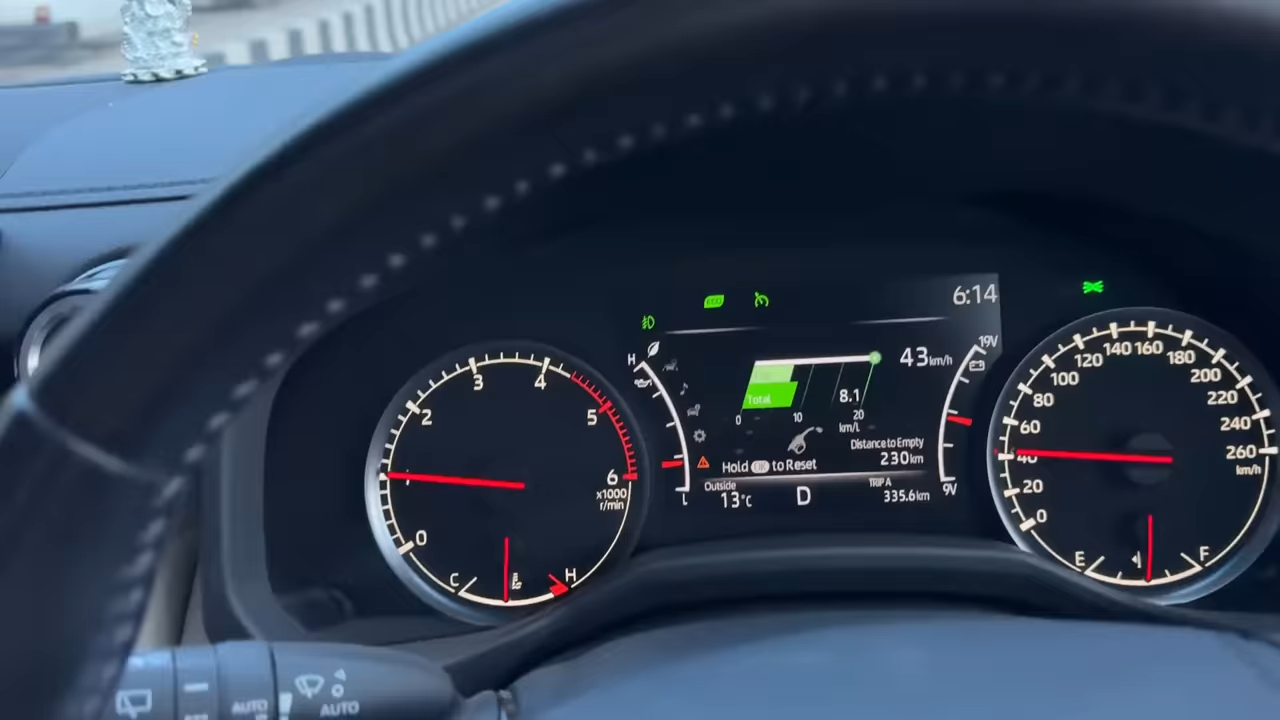 ECO
6:14
H
19V
43 km/h
Total
8.1
0 10 20
km/L
Distance to Empty
230 km
Hold OK to Reset
Outside
13°C
D
TRIP A
335.6 km
L
9V
0
1
2
3
4
5
6
x1000
r/min
C
H
0
20
40
60
80
100
120
140
160
180
200
220
240
260
km/h
E
F
AUTO
AUTO